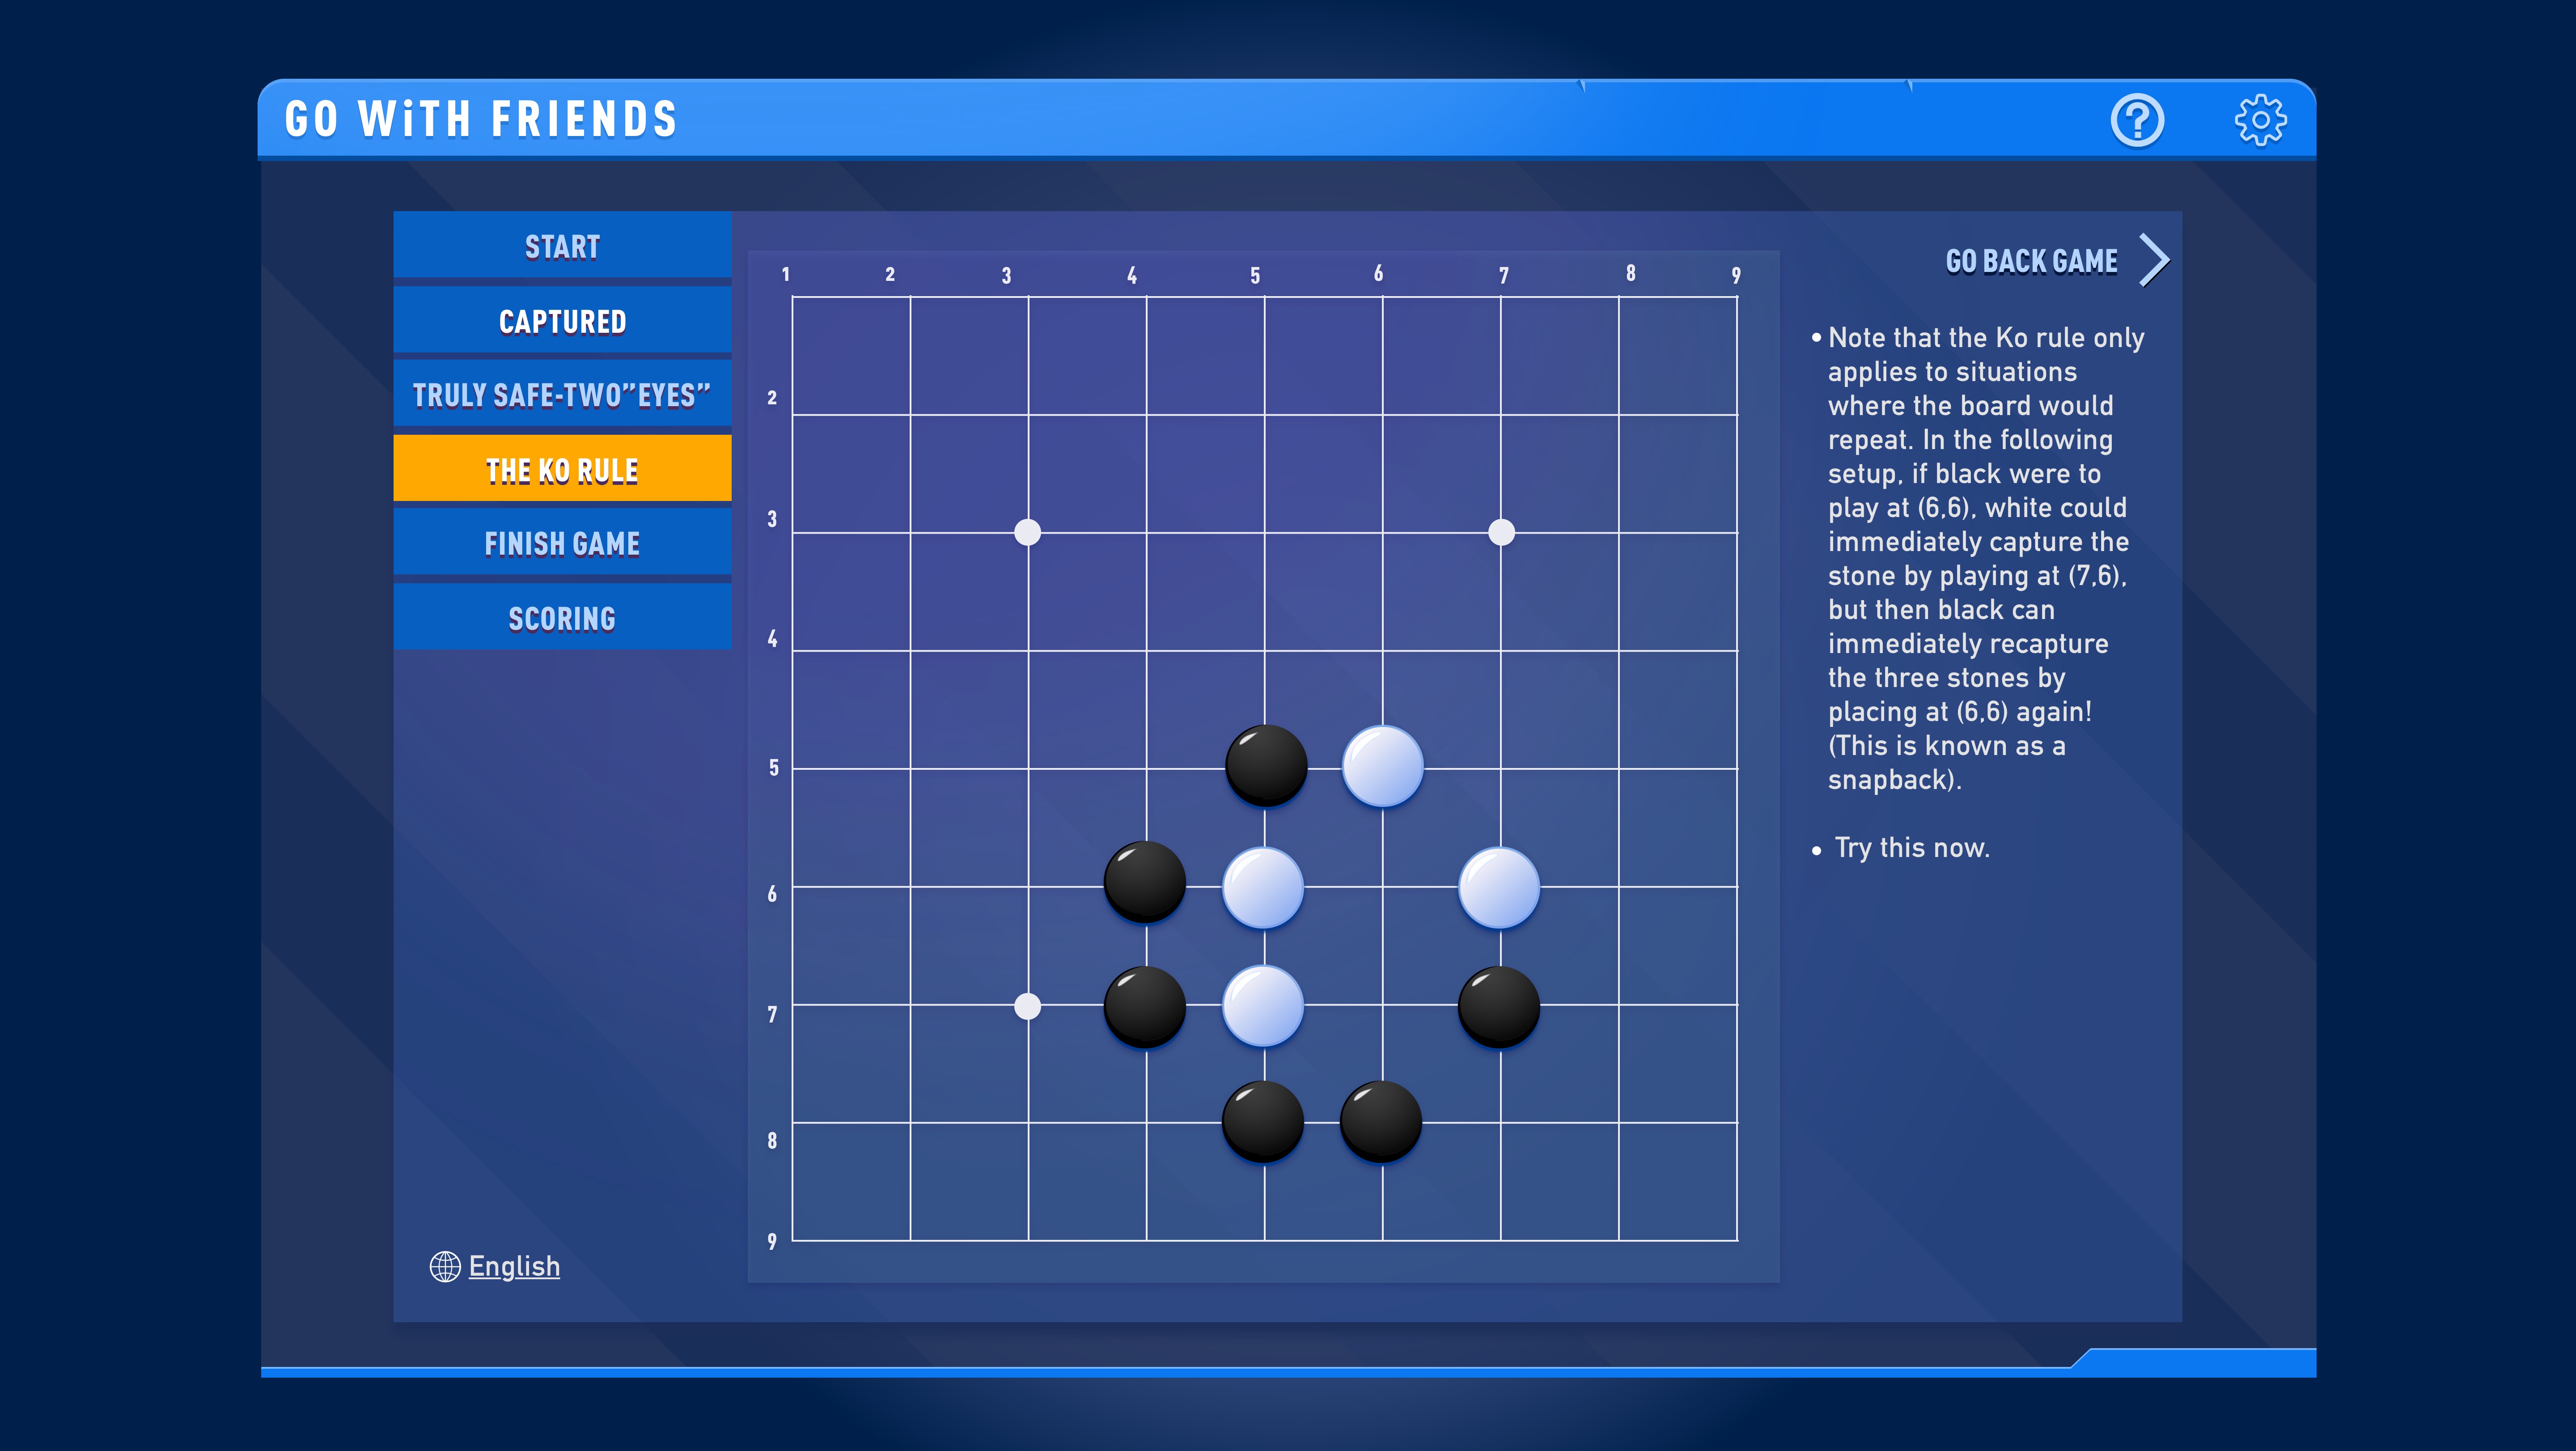 GO WiTH FRIENDS
START
CAPTURED
TRULY SAFE-TWO”EYES”
THE KO RULE
FINISH GAME
SCORING
English
1 2 3 4 5 6 7 8 9
2
3
4
5
6
7
8
9
GO BACK GAME
• Note that the Ko rule only
applies to situations
where the board would
repeat. In the following
setup, if black were to
play at (6,6), white could
immediately capture the
stone by playing at (7,6),
but then black can
immediately recapture
the three stones by
placing at (6,6) again!
(This is known as a
snapback).
• Try this now.